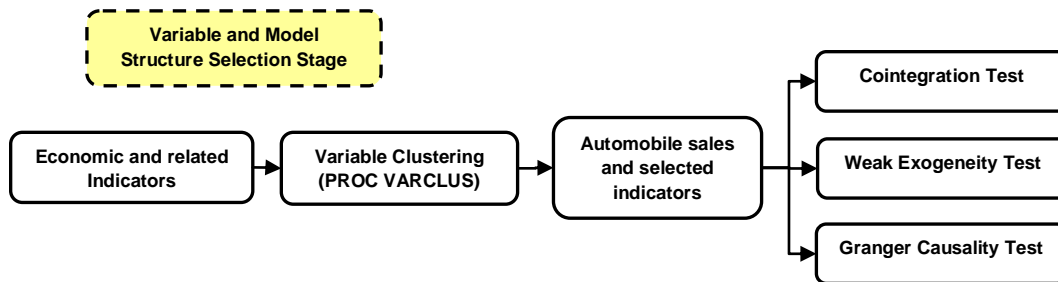 Variable and Model
Structure Selection Stage
Economic and related
Indicators
Variable Clustering
(PROC VARCLUS)
Automobile sales
and selected
indicators
Cointegration Test
Weak Exogeneity Test
Granger Causality Test